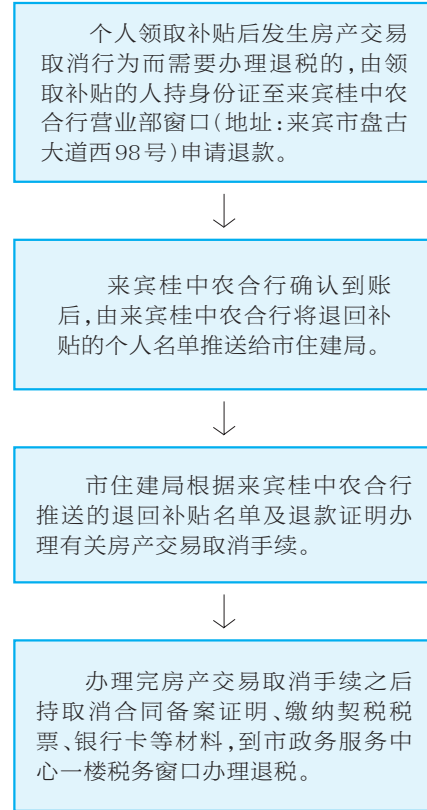 个人领取补贴后发生房产交易
取消行为而需要办理退税的,由领
取补贴的人持身份证至来宾桂中农
合行营业部窗口(地址:来宾市盘古
大道西98号)申请退款。
来宾桂中农合行确认到账
后,由来宾桂中农合行将退回补
贴的个人名单推送给市住建局。
市住建局根据来宾桂中农合行
推送的退回补贴名单及退款证明办
理有关房产交易取消手续。
办理完房产交易取消手续之后
持取消合同备案证明、缴纳契税税
票、银行卡等材料,到市政务服务中
心一楼税务窗口办理退税。